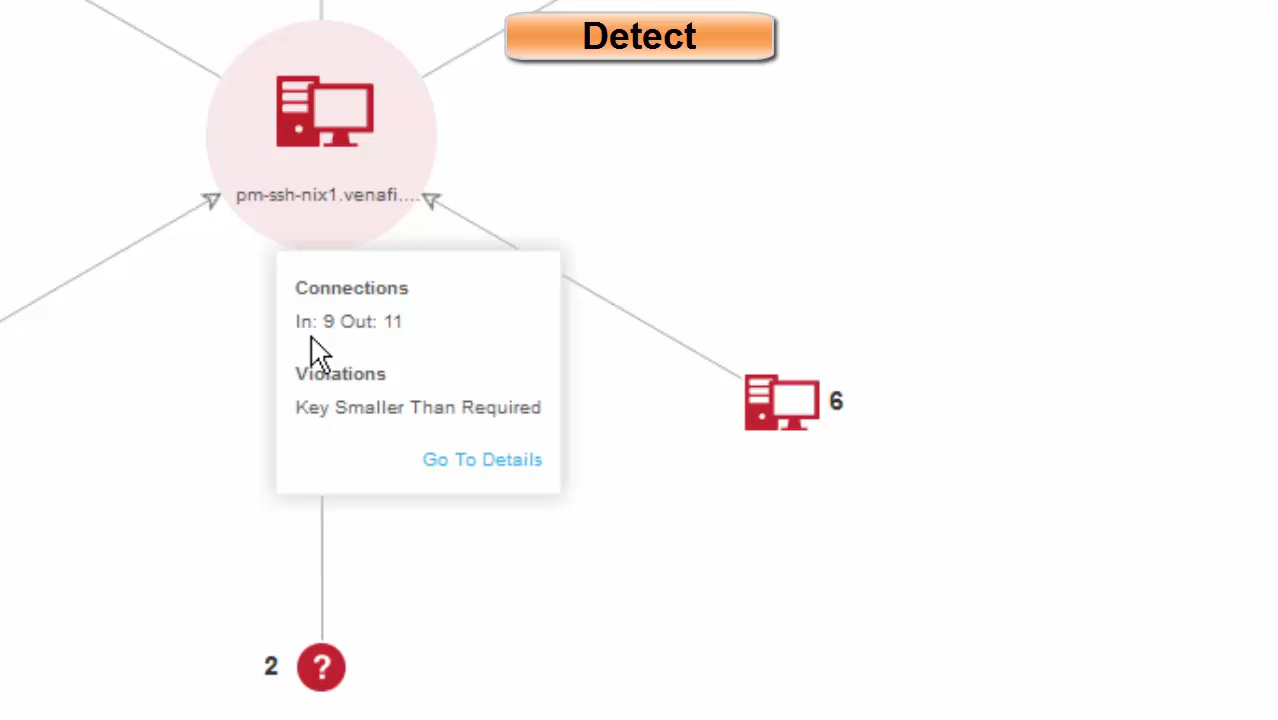 Detect
pm-ssh-nix1.venafi....
Connections
In: 9 Out: 11
Violations
Key Smaller Than Required
6
Go To Details
2 ?